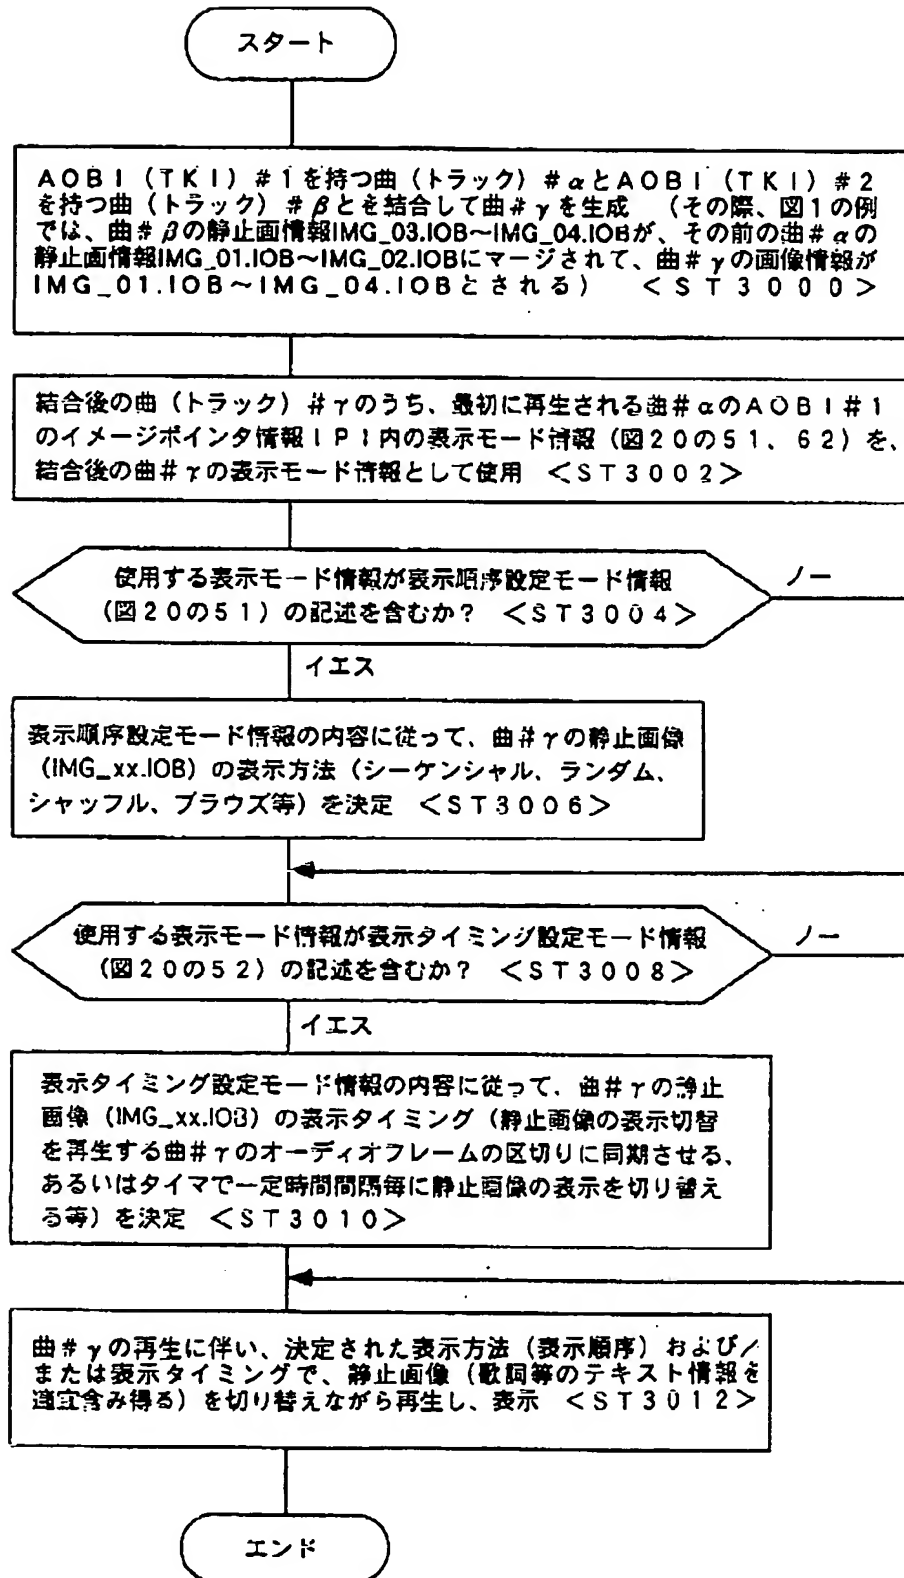 スタート
AOBI（TKI）＃1を持つ曲（トラック）＃αとAOBI（TKI）＃2
を持つ曲（トラック）＃βとを結合して曲＃γを生成　（その際、図1の例
では、曲＃βの静止画情報IMG_03.IOB～IMG_04.IOBが、その前の曲＃αの
静止画情報IMG_01.IOB～IMG_02.IOBにマージされて、曲＃γの画像情報が
IMG_01.IOB～IMG_04.IOBとされる）　＜ST3000＞
結合後の曲（トラック）＃γのうち、最初に再生される曲＃αのAOBI＃1
のイメージポインタ情報IPI内の表示モード情報（図20の51、62）を、
結合後の曲＃γの表示モード情報として使用　＜ST3002＞
使用する表示モード情報が表示順序設定モード情報
（図20の51）の記述を含むか？　＜ST3004＞
ノー
イエス
表示順序設定モード情報の内容に従って、曲＃γの静止画像
（IMG_xx.IOB）の表示方法（シーケンシャル、ランダム、
シャッフル、ブラウズ等）を決定　＜ST3006＞
使用する表示モード情報が表示タイミング設定モード情報
（図20の52）の記述を含むか？　＜ST3008＞
ノー
イエス
表示タイミング設定モード情報の内容に従って、曲＃γの静止
画像（IMG_xx.IOB）の表示タイミング（静止画像の表示切替
を再生する曲＃γのオーディオフレームの区切りに同期させる、
あるいはタイマで一定時間間隔毎に静止画像の表示を切り替え
る等）を決定　＜ST3010＞
曲＃γの再生に伴い、決定された表示方法（表示順序）および／
または表示タイミングで、静止画像（歌詞等のテキスト情報を
適宜含み得る）を切り替えながら再生し、表示　＜ST3012＞
エンド